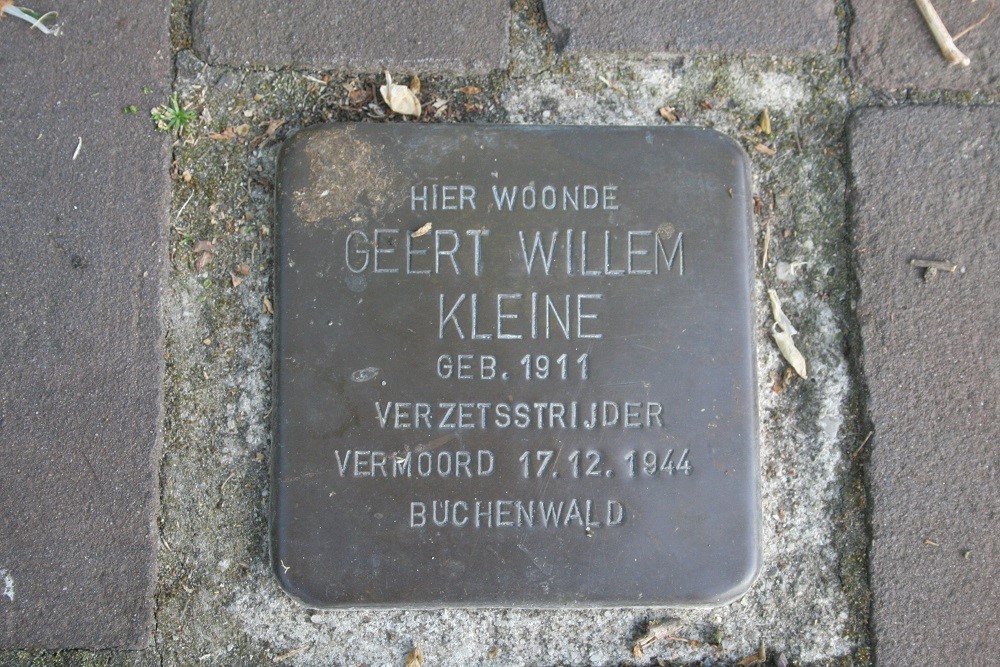 HIER WOONDE
GEERT WILLEM
KLEINE
GEB. 1911
VERZETSSTRIJDER
VERMOORD 17.12.1944
BUCHENWALD